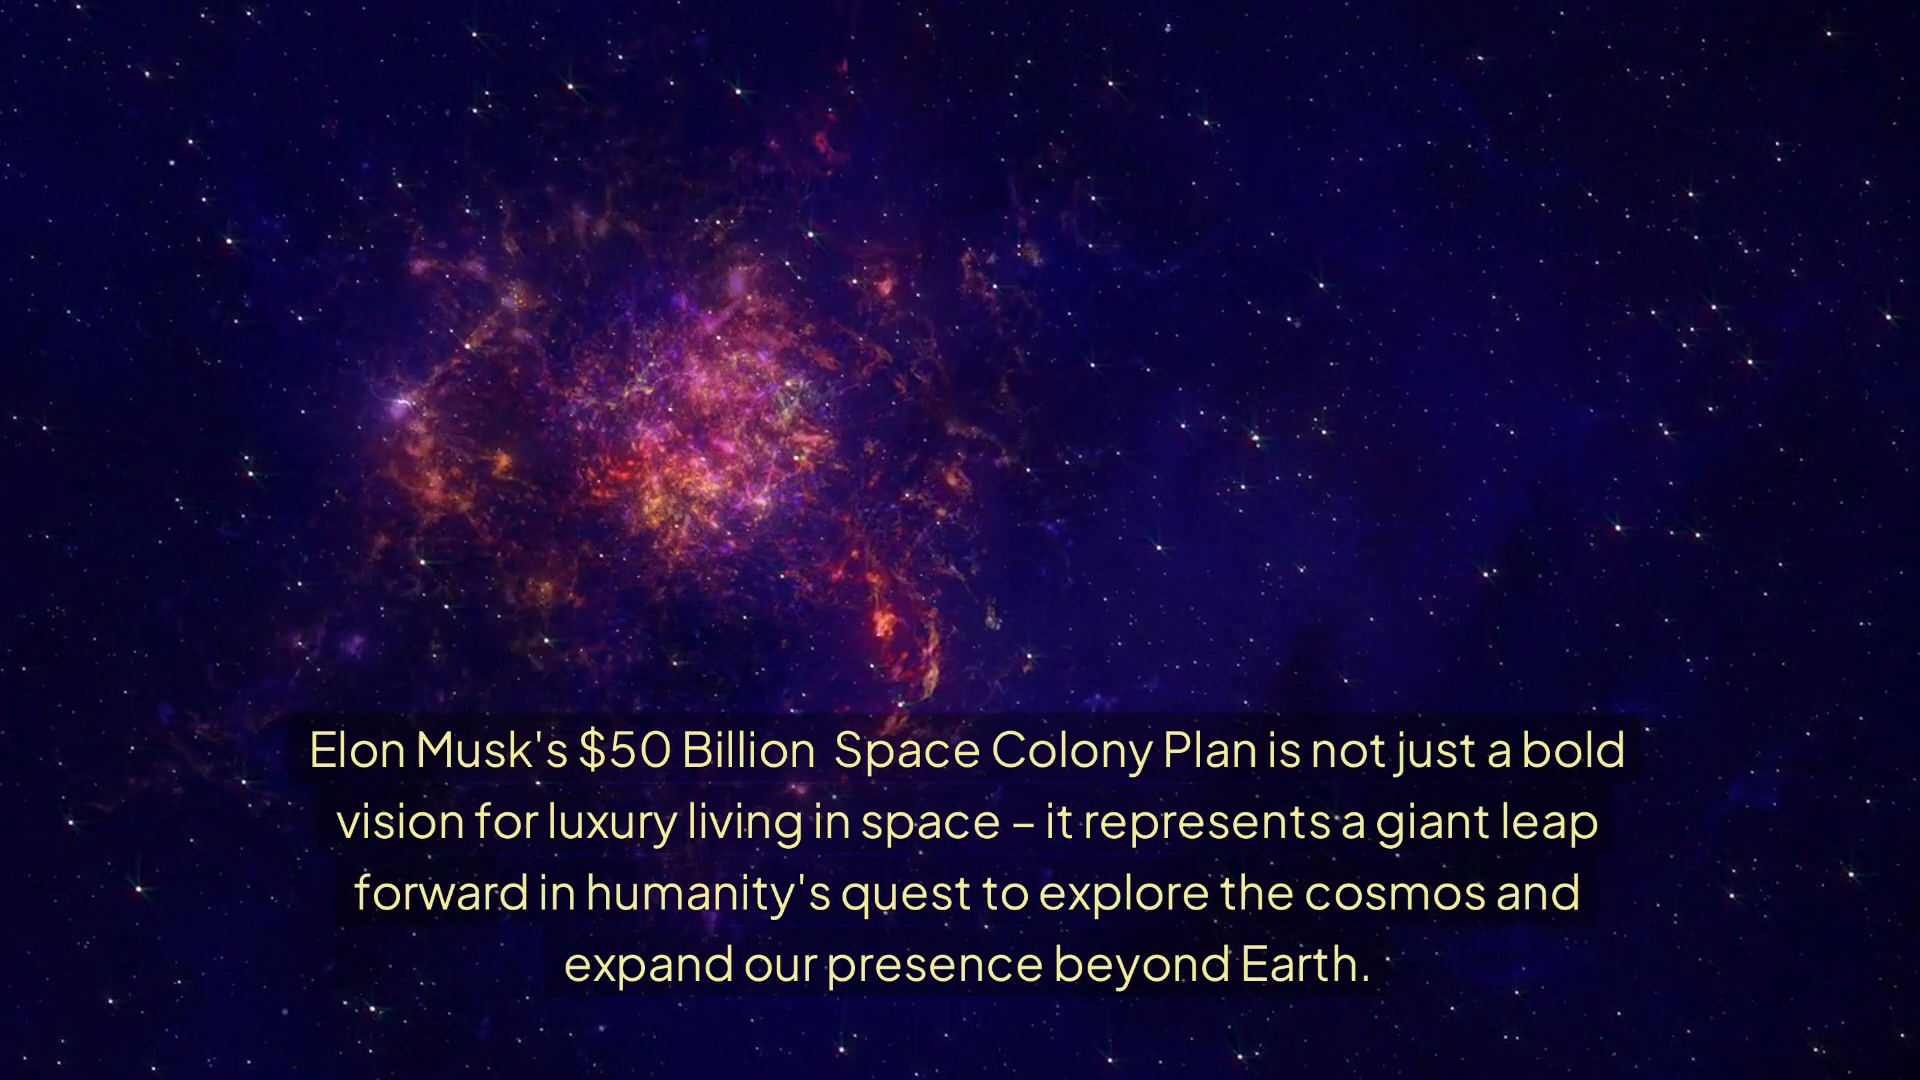 Elon Musk's $50 Billion  Space Colony Plan is not just a bold
vision for luxury living in space – it represents a giant leap
forward in humanity's quest to explore the cosmos and
expand our presence beyond Earth.